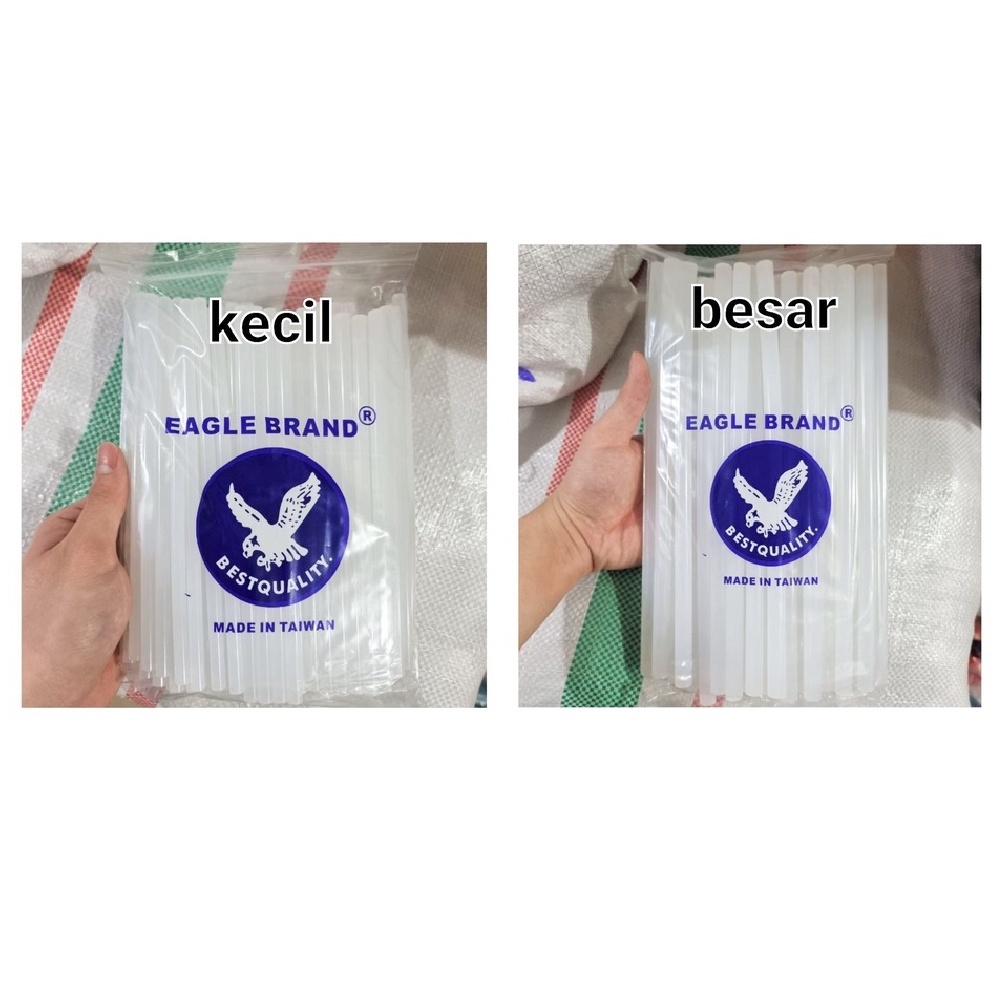 kecil
EAGLE BRAND®
BESTQUALITY.
MADE IN TAIWAN
besar
EAGLE BRAND®
BESTQUALITY.
MADE IN TAIWAN